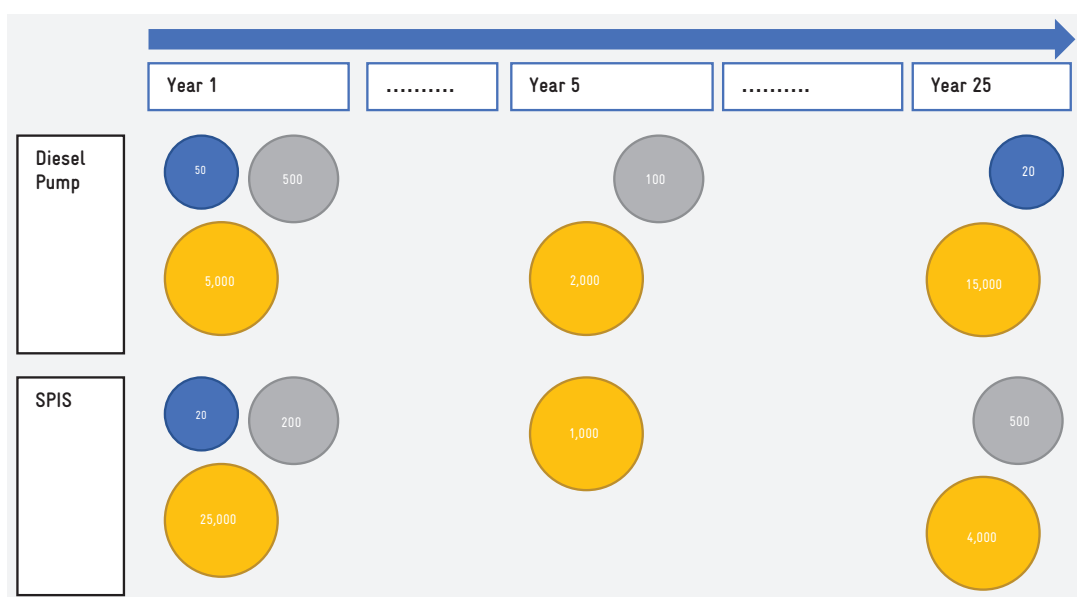 Year 1
..........
Year 5
..........
Year 25
Diesel
Pump
50
500
100
20
5,000
2,000
15,000
SPIS
20
200
1,000
500
25,000
4,000